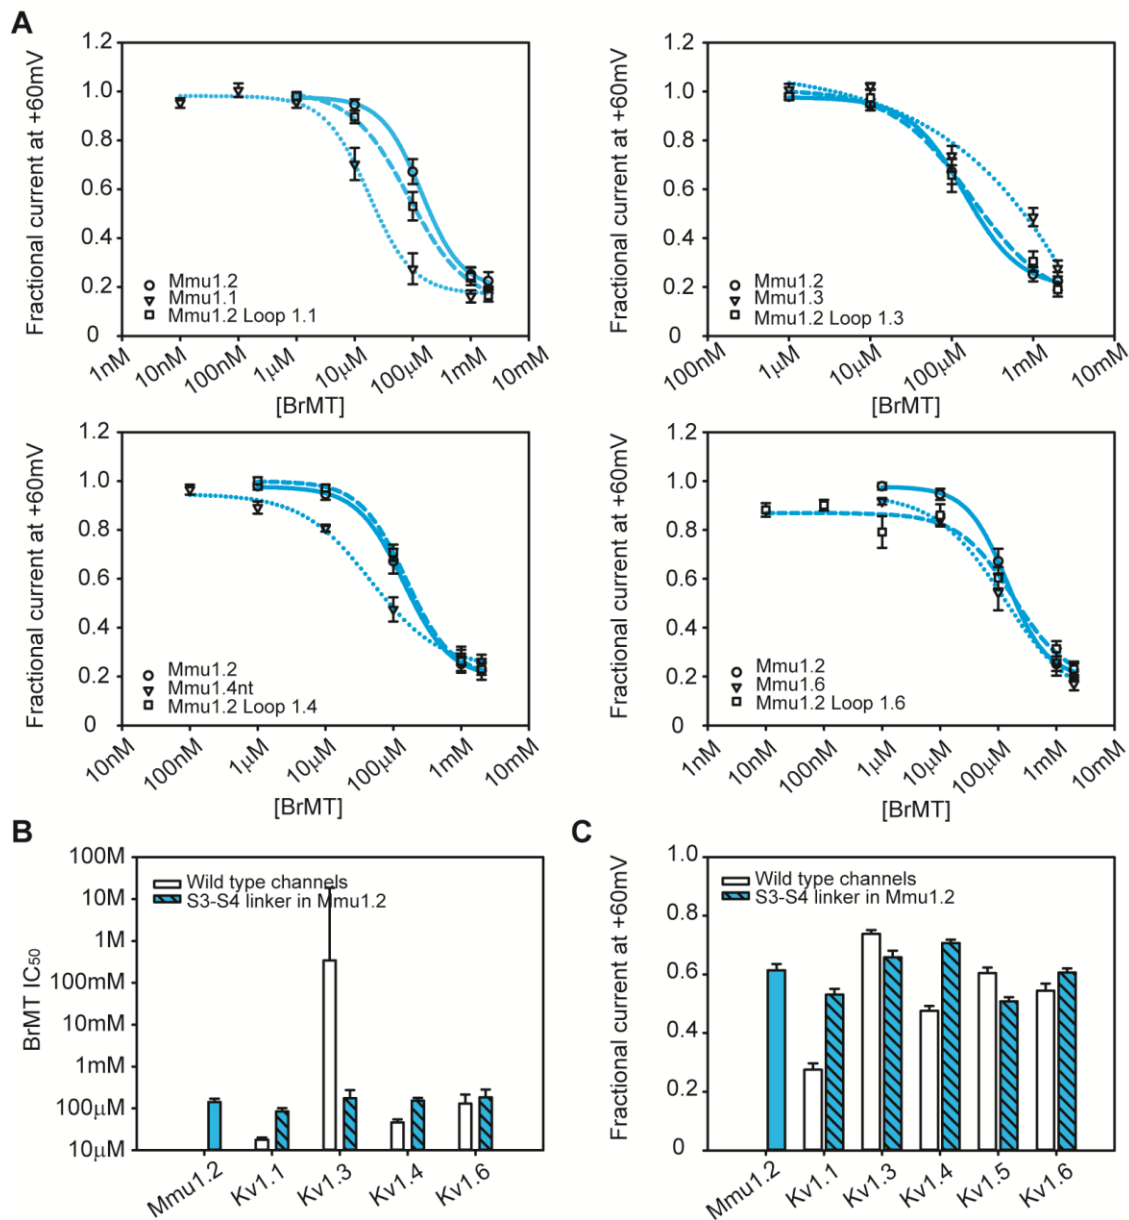 A
1.2
1.0
0.8
0.6
0.4
0.2
0
Fractional current at +60mV
Mmu1.2
Mmu1.1
Mmu1.2 Loop 1.1
1nM
10nM
100nM
1μM
10μM
100μM
1mM
10mM
[BrMT]
1.2
1.0
0.8
0.6
0.4
0.2
0
Fractional current at +60mV
Mmu1.2
Mmu1.3
Mmu1.2 Loop 1.3
100nM
1μM
10μM
100μM
1mM
10mM
[BrMT]
1.2
1.0
0.8
0.6
0.4
0.2
0
Fractional current at +60mV
Mmu1.2
Mmu1.4nt
Mmu1.2 Loop 1.4
10nM
100nM
1μM
10μM
100μM
1mM
10mM
[BrMT]
1.2
1.0
0.8
0.6
0.4
0.2
0
Fractional current at +60mV
Mmu1.2
Mmu1.6
Mmu1.2 Loop 1.6
1nM
10nM
100nM
1μM
10μM
100μM
1mM
10mM
[BrMT]
B
100M
10M
1M
100mM
10mM
1mM
100μM
10μM
BrMT IC50
Wild type channels
S3-S4 linker in Mmu1.2
Mmu1.2
Kv1.1
Kv1.3
Kv1.4
Kv1.6
C
1.0
0.8
0.6
0.4
0.2
0
Fractional current at +60mV
Wild type channels
S3-S4 linker in Mmu1.2
Mmu1.2
Kv1.1
Kv1.3
Kv1.4
Kv1.5
Kv1.6